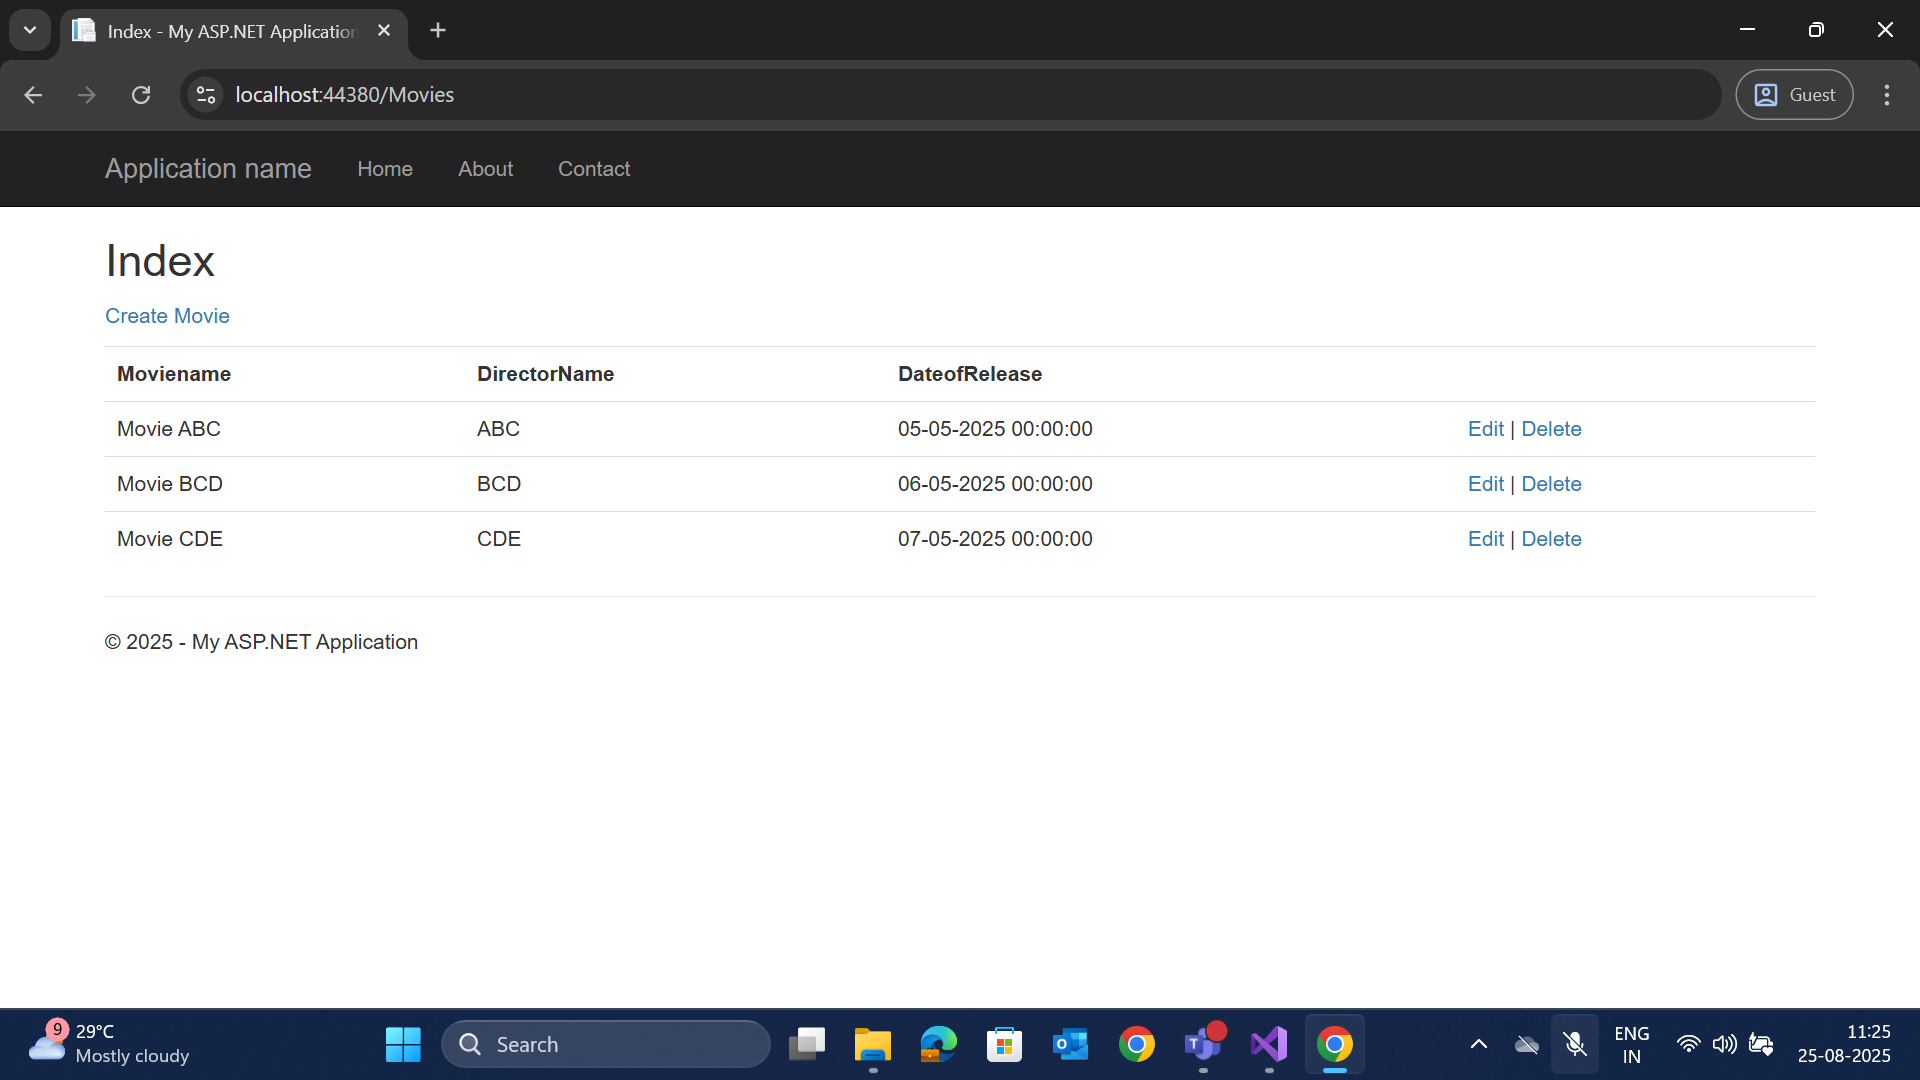 Index - My ASP.NET Application
localhost:44380/Movies
Guest
Application name Home About Contact
Index
Create Movie
Moviename DirectorName DateofRelease
Movie ABC ABC 05-05-2025 00:00:00 Edit | Delete
Movie BCD BCD 06-05-2025 00:00:00 Edit | Delete
Movie CDE CDE 07-05-2025 00:00:00 Edit | Delete
© 2025 - My ASP.NET Application
9
29°C
Mostly cloudy
Search
ENG
IN
11:25
25-08-2025